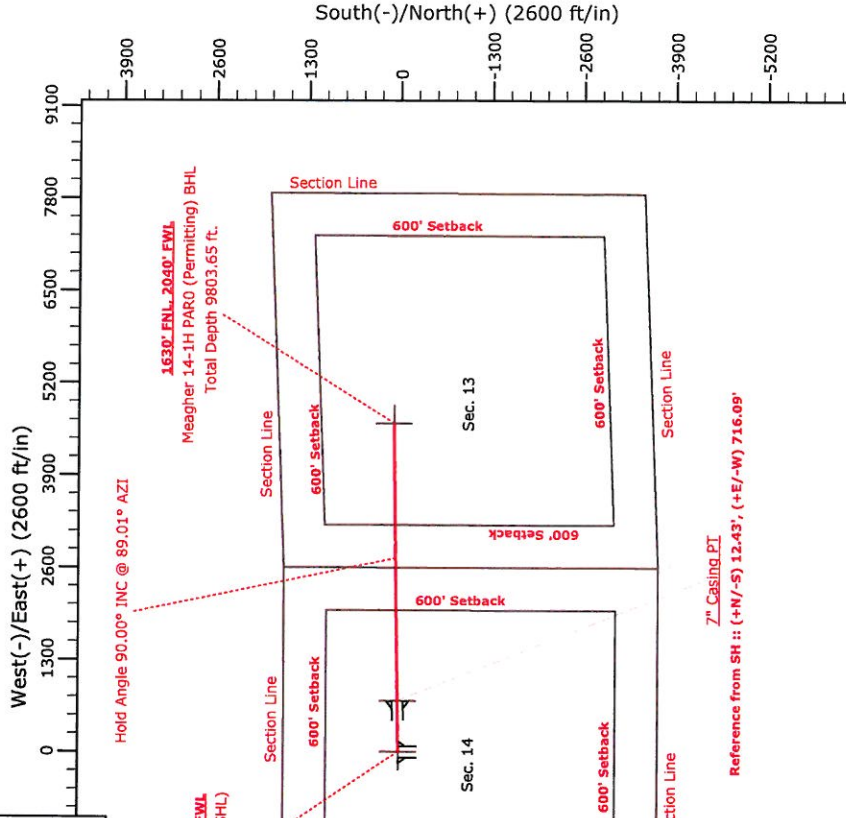 South(-)/North(+) (2600 ft/in)
3900
2600
1300
-0
-1300
-2600
-3900
-5200
West(-)/East(+) (2600 ft/in)
9100
7800
6500
5200
3900
2600
1300
0
1630' FNL, 2040' FWL
Meagher 14-1H PAR0 (Permitting) BHL
Total Depth 9803.65 ft.
Hold Angle 90.00° INC @ 89.01° AZI
Section Line
600' Setback
Section Line
600' Setback
Sec. 13
600' Setback
Section Line
600' Setback
600' Setback
Section Line
600' Setback
Sec. 14
600' Setback
ction Line
7" Casing PT
Reference from SH :: (+N/-S) 12.43', (+E/-W) 716.09'
FWL
SHL)